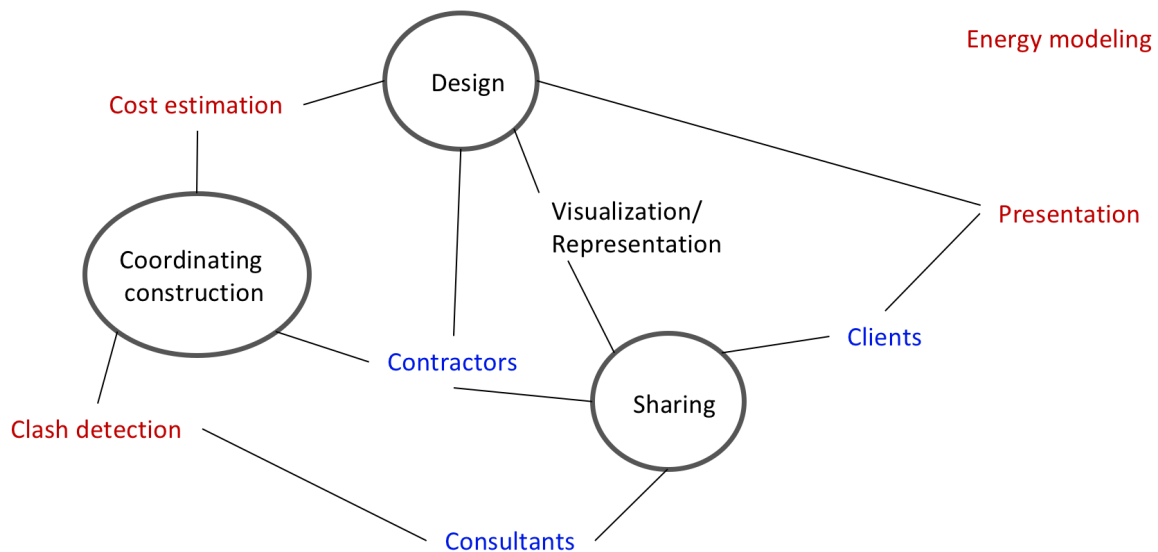 Energy modeling
Design
Cost estimation
Visualization/
Representation
Presentation
Coordinating
construction
Clients
Contractors
Sharing
Clash detection
Consultants